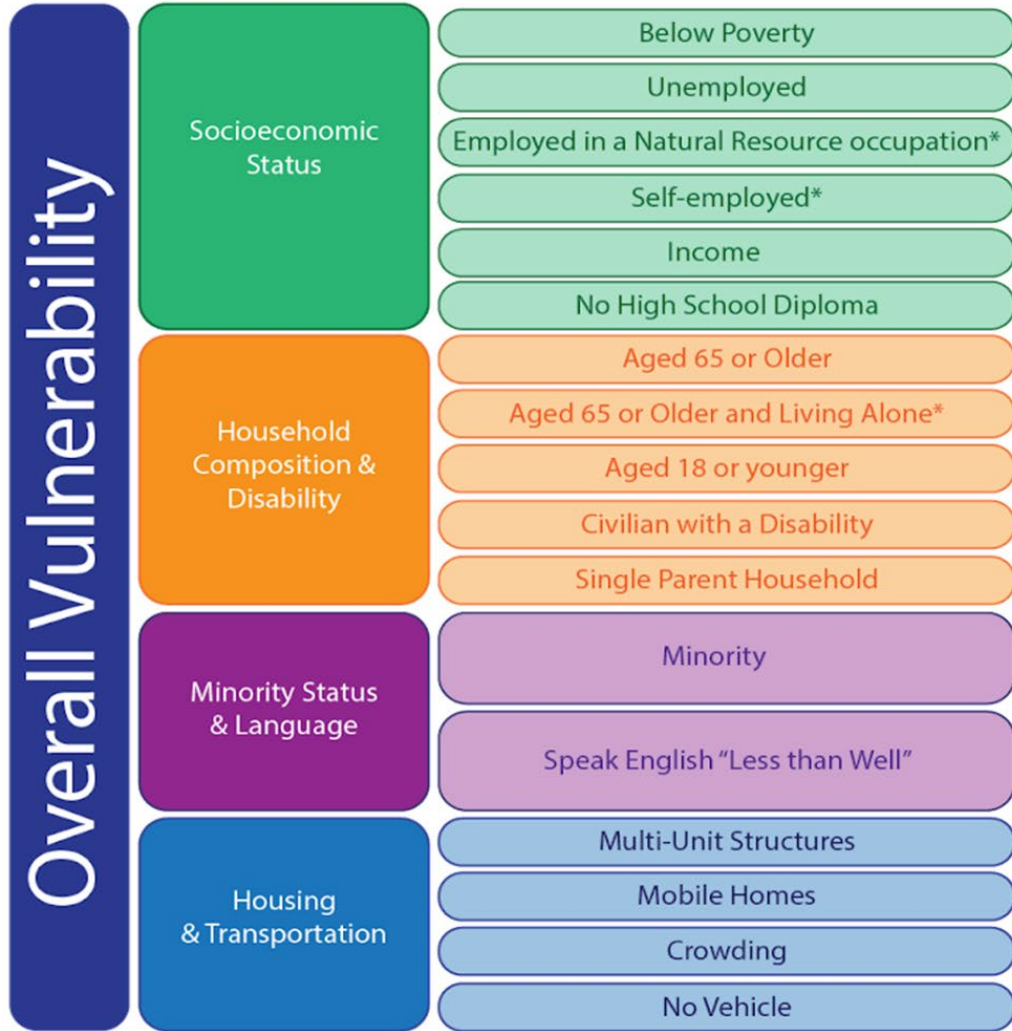 Overall Vulnerability
Socioeconomic
Status
Below Poverty
Unemployed
Employed in a Natural Resource occupation*
Self-employed*
Income
No High School Diploma
Household
Composition &
Disability
Aged 65 or Older
Aged 65 or Older and Living Alone*
Aged 18 or younger
Civilian with a Disability
Single Parent Household
Minority Status
& Language
Minority
Speak English “Less than Well”
Housing
& Transportation
Multi-Unit Structures
Mobile Homes
Crowding
No Vehicle